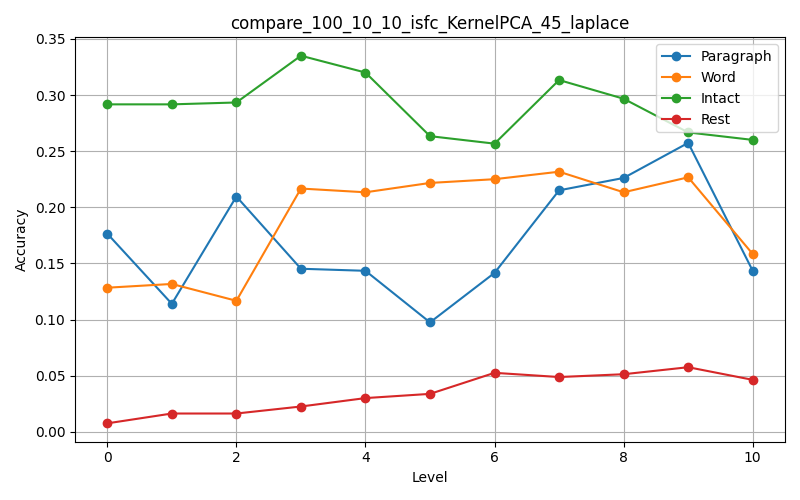 compare_100_10_10_isfc_KernelPCA_45_laplace
Paragraph
Word
Intact
Rest
0.35
0.30
0.25
0.20
0.15
0.10
0.05
0.00
Accuracy
0 2 4 6 8 10
Level